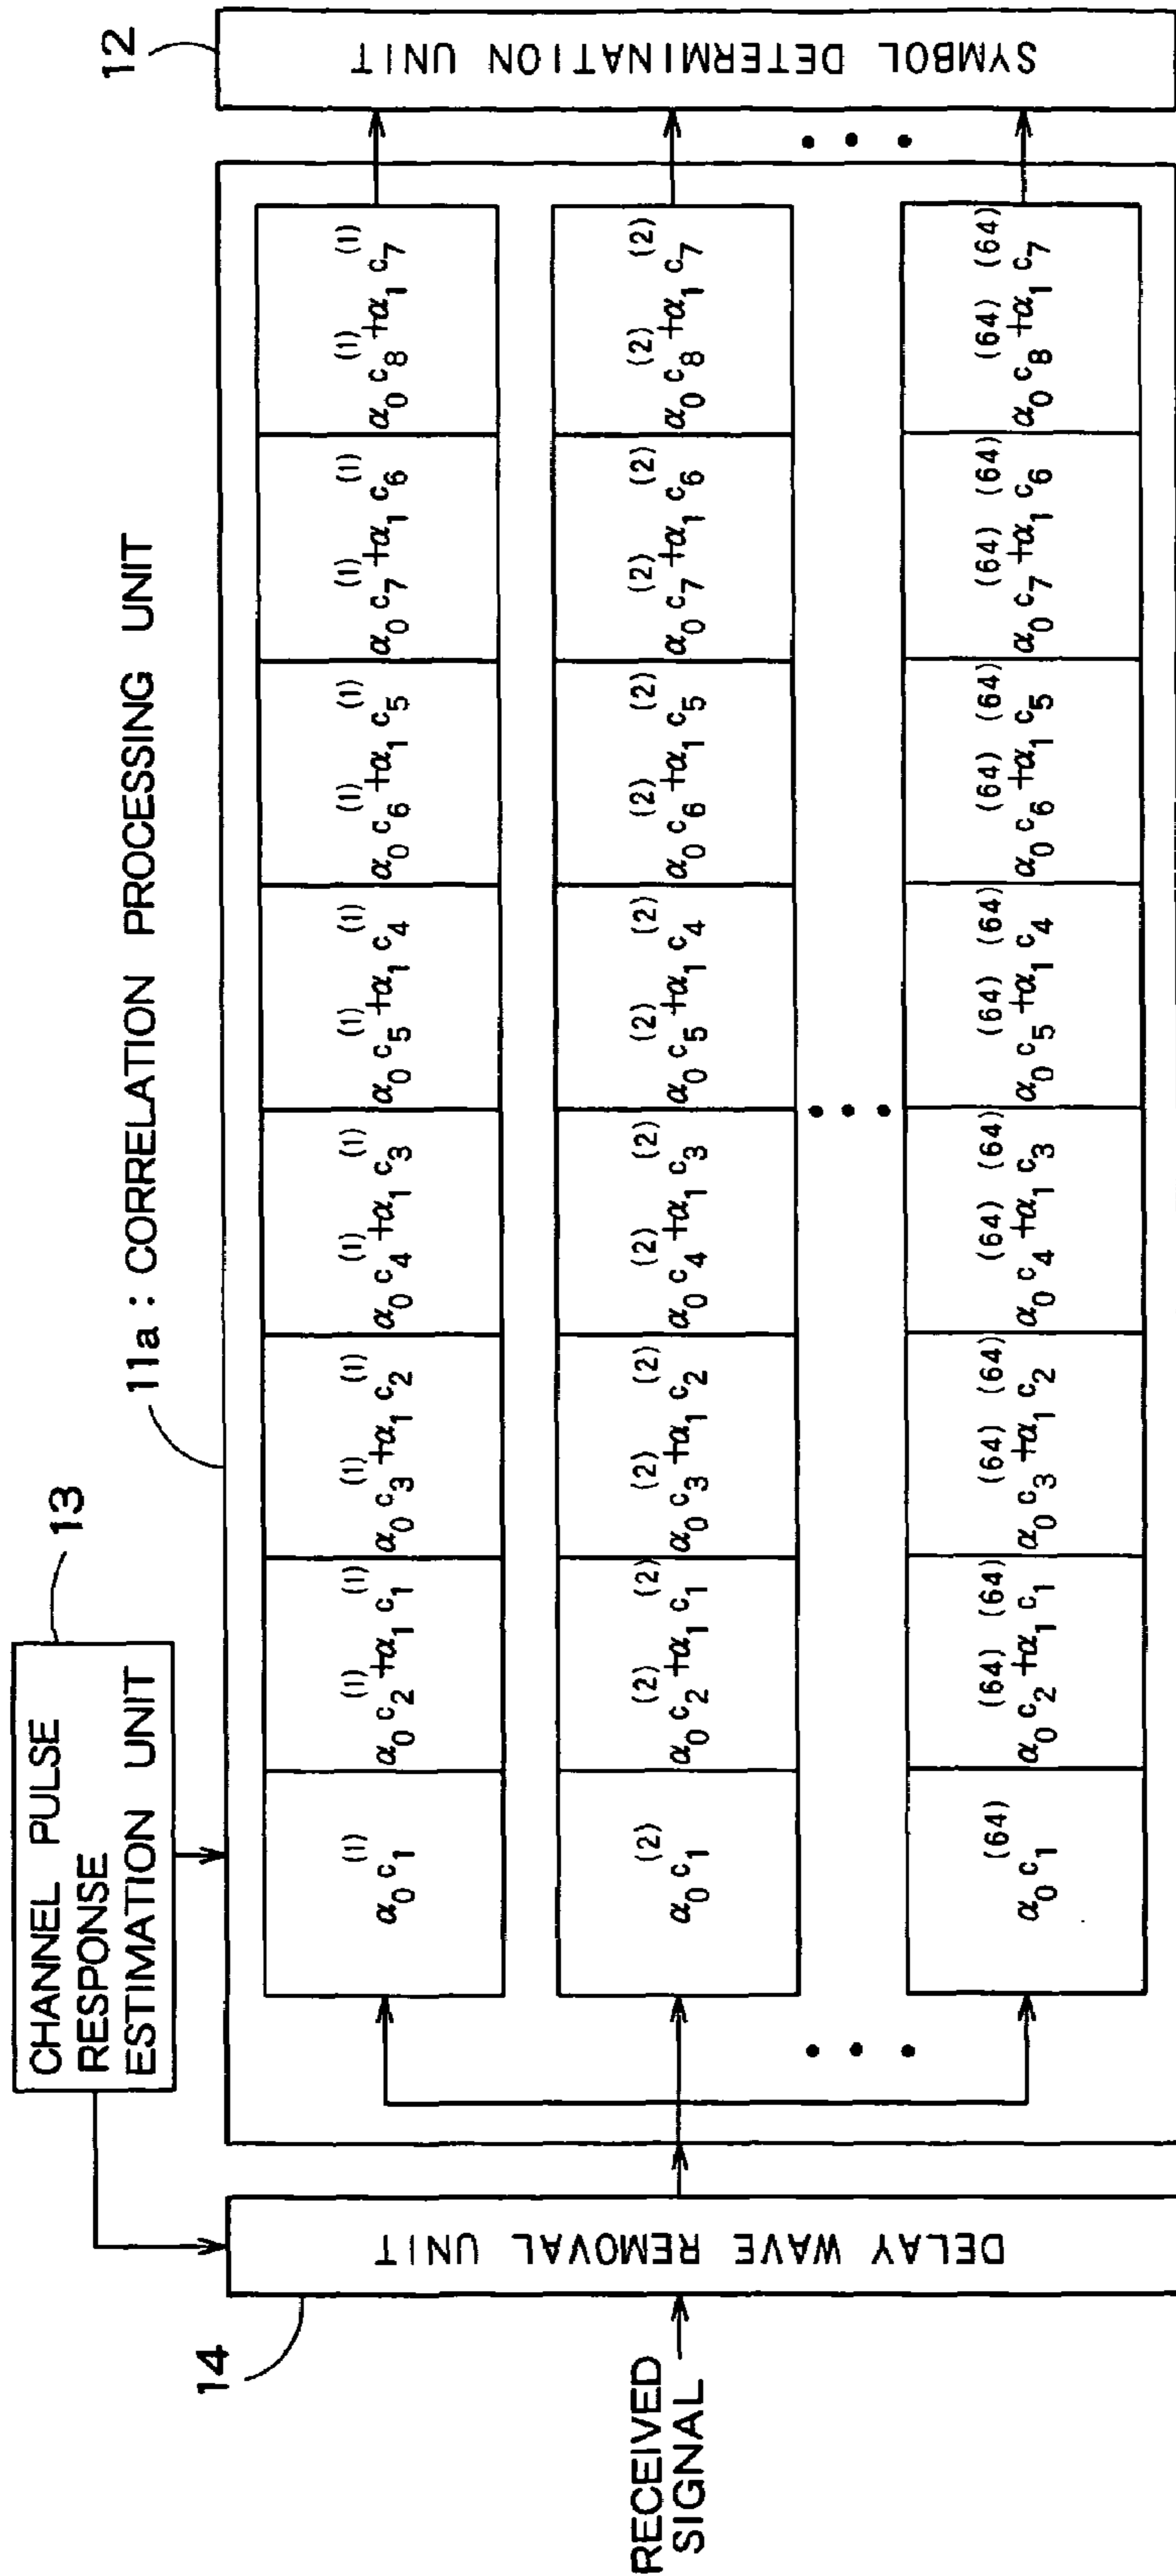 13
CHANNEL PULSE
RESPONSE
ESTIMATION UNIT
11a : CORRELATION PROCESSING UNIT
12
SYMBOL DETERMINATION UNIT
14
DELAY WAVE REMOVAL UNIT
RECEIVED
SIGNAL
α₀c₁⁽¹⁾
α₀c₂⁽¹⁾+α₁c₁⁽¹⁾
α₀c₃⁽¹⁾+α₁c₂⁽¹⁾
α₀c₄⁽¹⁾+α₁c₃⁽¹⁾
α₀c₅⁽¹⁾+α₁c₄⁽¹⁾
α₀c₆⁽¹⁾+α₁c₅⁽¹⁾
α₀c₇⁽¹⁾+α₁c₆⁽¹⁾
α₀c₈⁽¹⁾+α₁c₇⁽¹⁾
α₀c₁⁽²⁾
α₀c₂⁽²⁾+α₁c₁⁽²⁾
α₀c₃⁽²⁾+α₁c₂⁽²⁾
α₀c₄⁽²⁾+α₁c₃⁽²⁾
α₀c₅⁽²⁾+α₁c₄⁽²⁾
α₀c₆⁽²⁾+α₁c₅⁽²⁾
α₀c₇⁽²⁾+α₁c₆⁽²⁾
α₀c₈⁽²⁾+α₁c₇⁽²⁾
α₀c₁⁽⁶⁴⁾
α₀c₂⁽⁶⁴⁾+α₁c₁⁽⁶⁴⁾
α₀c₃⁽⁶⁴⁾+α₁c₂⁽⁶⁴⁾
α₀c₄⁽⁶⁴⁾+α₁c₃⁽⁶⁴⁾
α₀c₅⁽⁶⁴⁾+α₁c₄⁽⁶⁴⁾
α₀c₆⁽⁶⁴⁾+α₁c₅⁽⁶⁴⁾
α₀c₇⁽⁶⁴⁾+α₁c₆⁽⁶⁴⁾
α₀c₈⁽⁶⁴⁾+α₁c₇⁽⁶⁴⁾